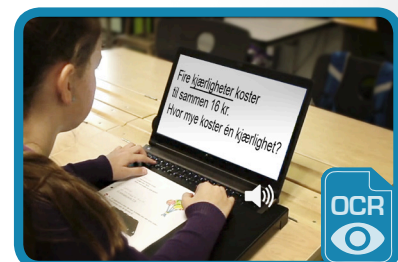 Fire kjærligheter koster
til sammen 16 kr.
Hvor mye koster én kjærlighet?
OCR